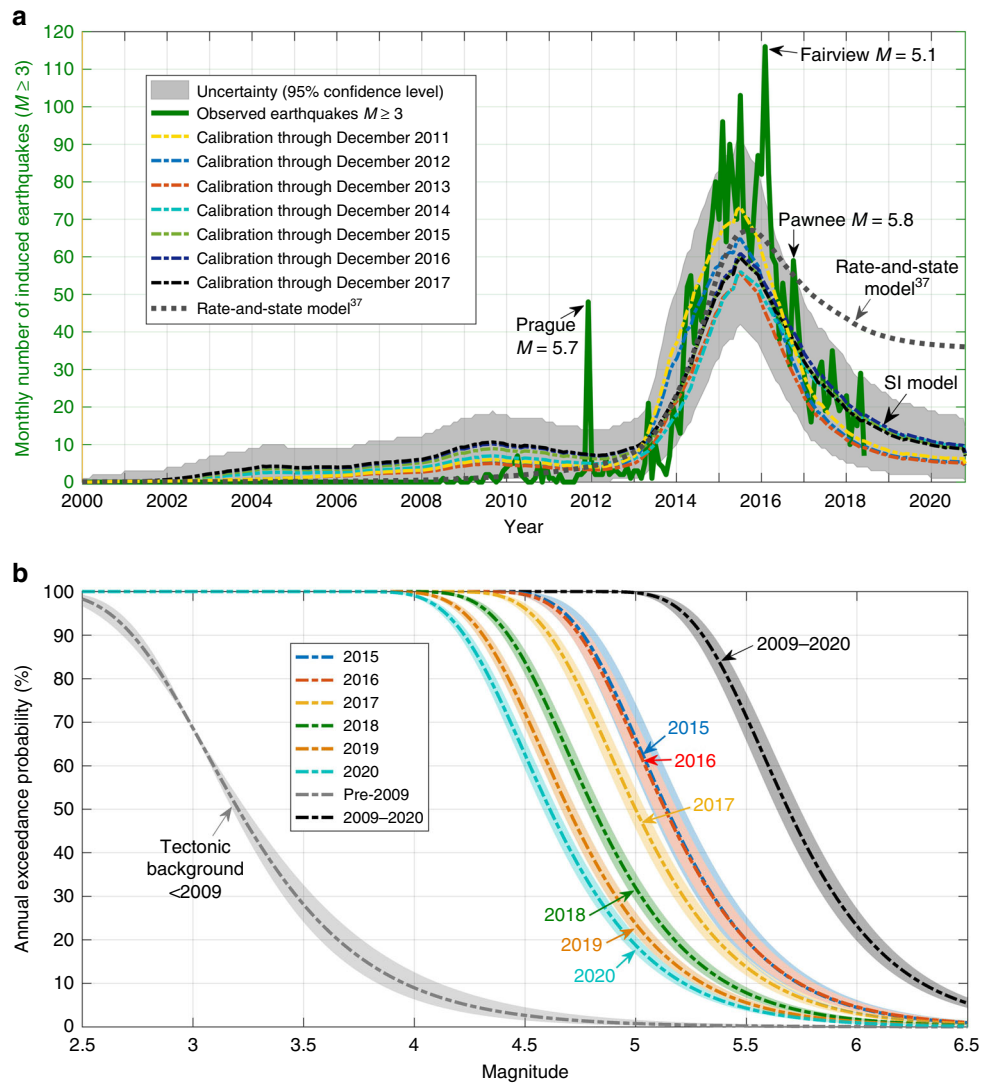 a
Monthly number of induced earthquakes (M ≥ 3)
120
110
100
90
80
70
60
50
40
30
20
10
0
Uncertainty (95% confidence level)
Observed earthquakes M ≥ 3
Calibration through December 2011
Calibration through December 2012
Calibration through December 2013
Calibration through December 2014
Calibration through December 2015
Calibration through December 2016
Calibration through December 2017
Rate-and-state model³⁷
Fairview M = 5.1
Pawnee M = 5.8
Rate-and-state
model³⁷
Prague
M = 5.7
SI model
2000 2002 2004 2006 2008 2010 2012 2014 2016 2018 2020
Year
b
Annual exceedance probability (%)
100
90
80
70
60
50
40
30
20
10
0
2015
2016
2017
2018
2019
2020
Pre-2009
2009–2020
2009–2020
2015
2016
2017
Tectonic
background
<2009
2018
2019
2020
2.5 3 3.5 4 4.5 5 5.5 6 6.5
Magnitude